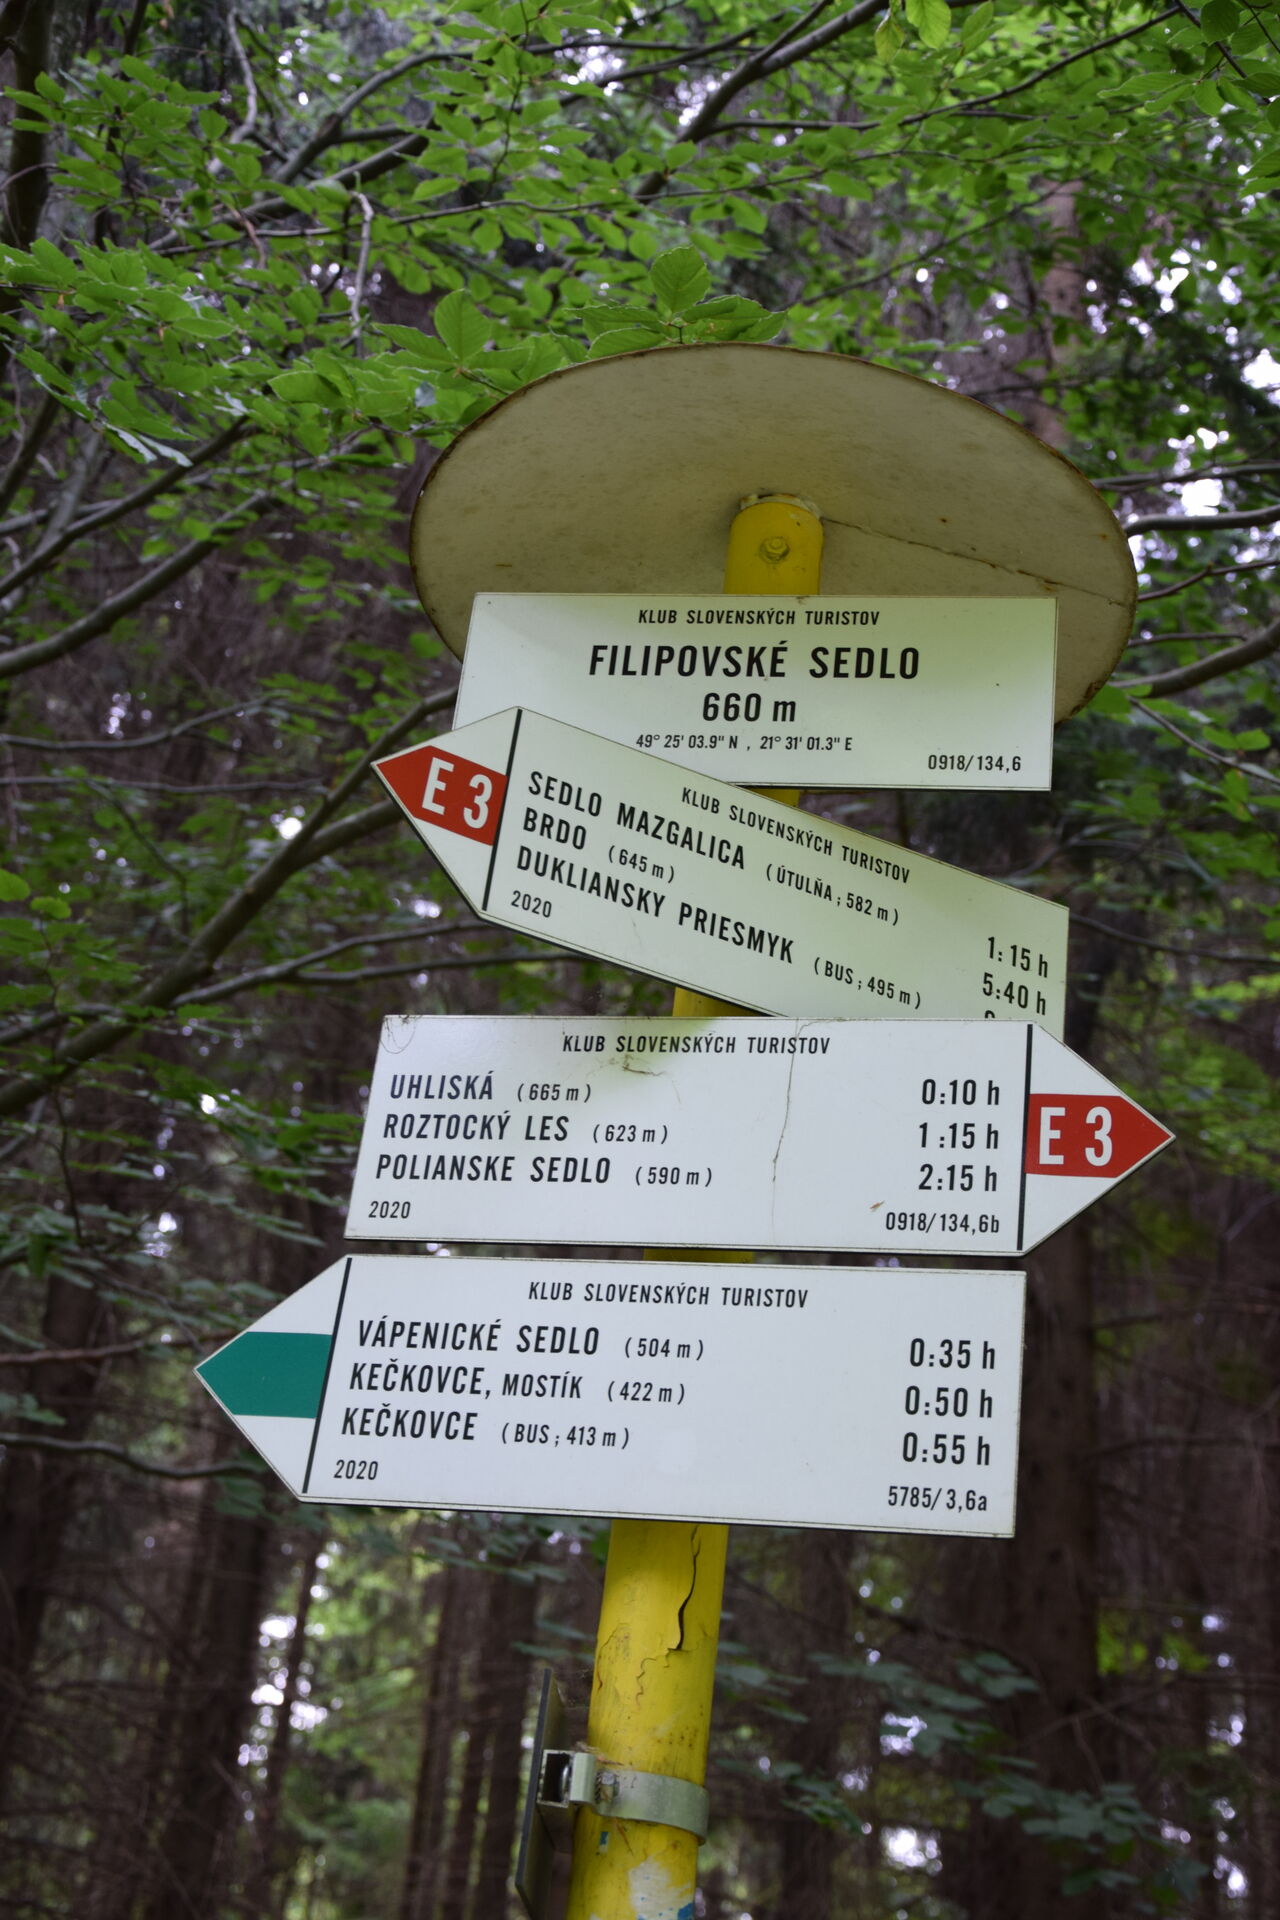 KLUB SLOVENSKÝCH TURISTOV
FILIPOVSKÉ SEDLO
660 m
49° 25' 03.9" N , 21° 31' 01.3" E
0918/134,6
E 3
KLUB SLOVENSKÝCH TURISTOV
SEDLO MAZGALICA (ÚTULŇA ; 582 m) 1:15 h
BRDO (645 m) 5:40 h
DUKLIANSKY PRIESMYK (BUS ; 495 m)
2020
KLUB SLOVENSKÝCH TURISTOV
UHLISKÁ (665 m) 0:10 h
ROZTOCKÝ LES (623 m) 1:15 h
POLIANSKE SEDLO (590 m) 2:15 h
2020 0918/134,6b
E 3
KLUB SLOVENSKÝCH TURISTOV
VÁPENICKÉ SEDLO (504 m) 0:35 h
KEČKOVCE, MOSTÍK (422 m) 0:50 h
KEČKOVCE (BUS ; 413 m) 0:55 h
2020 5785/3,6a